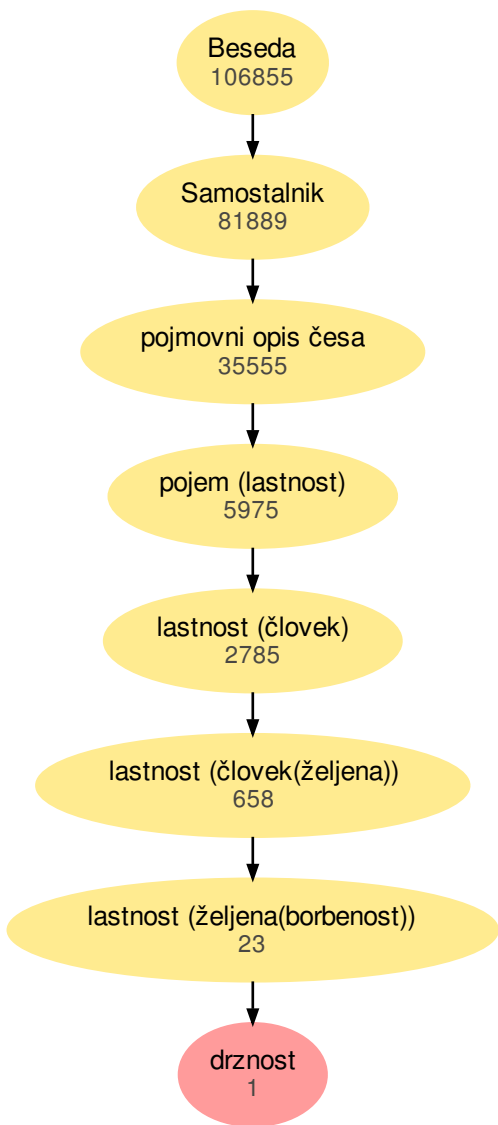 Beseda
106855
Samostalnik
81889
pojmovni opis česa
35555
pojem (lastnost)
5975
lastnost (človek)
2785
lastnost (človek(željena))
658
lastnost (željena(borbenost))
23
drznost
1